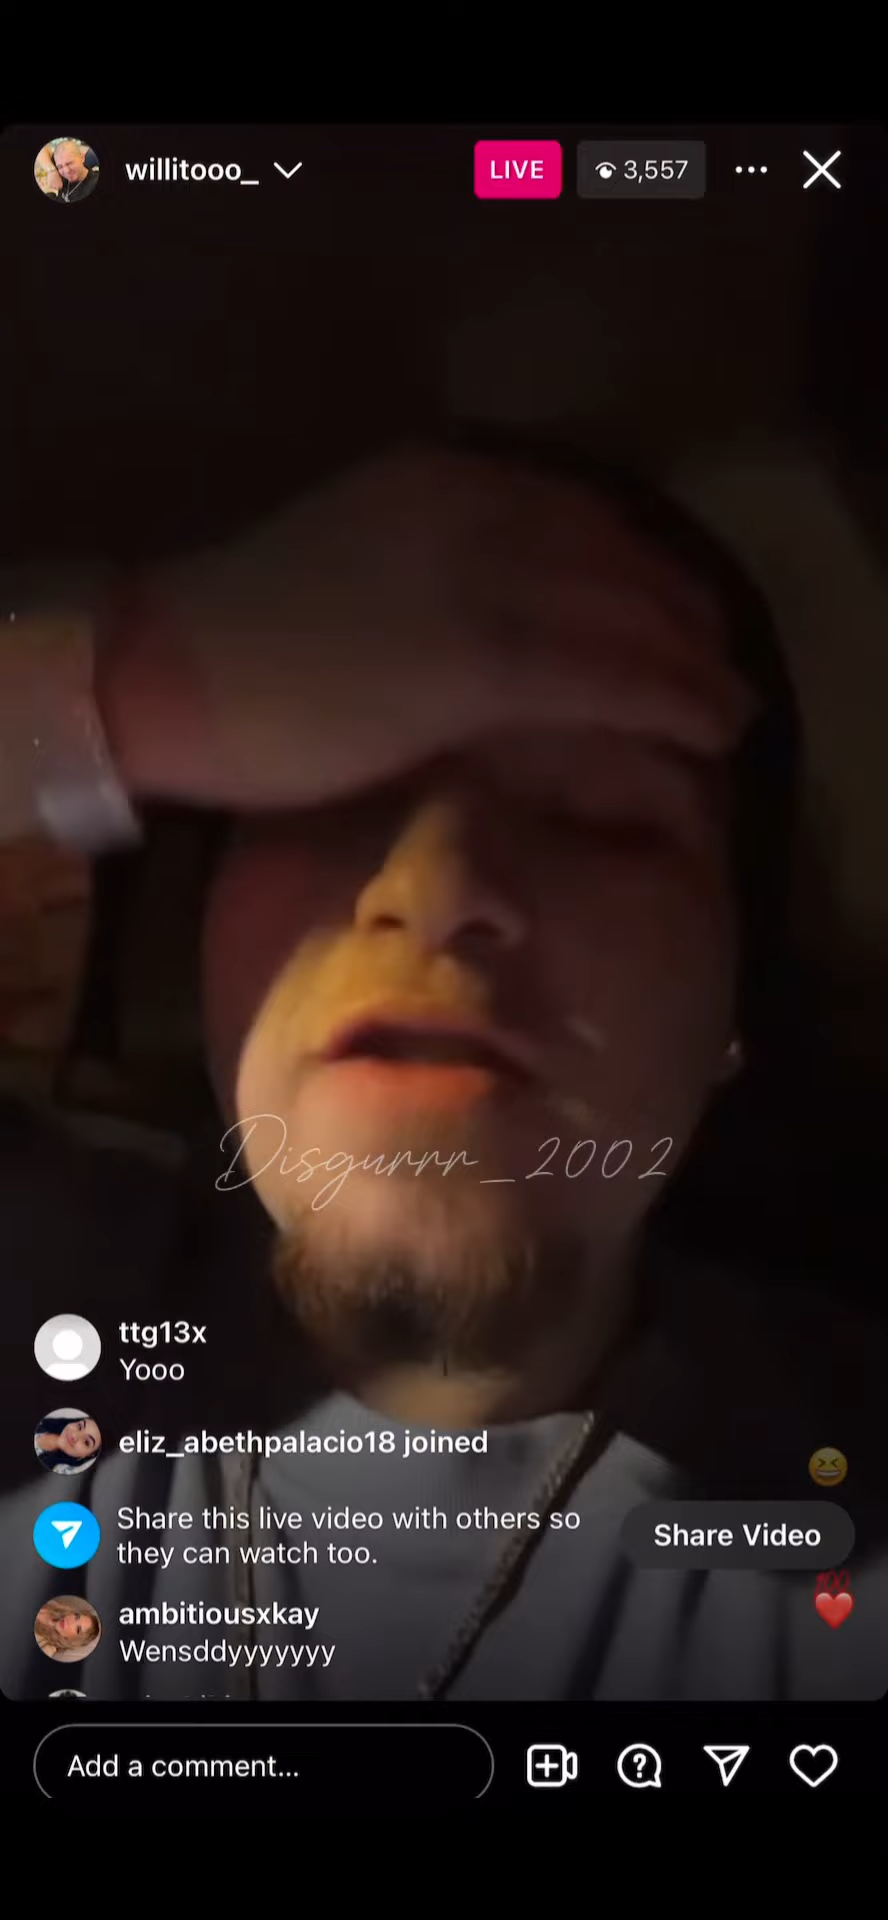 willitooo_
LIVE
3,557
Disgurrr_2002
ttg13x
Yooo
eliz_abethpalacio18 joined
Share this live video with others so
they can watch too.
Share Video
💯
ambitiousxkay
Wensddyyyyyyy
Add a comment...